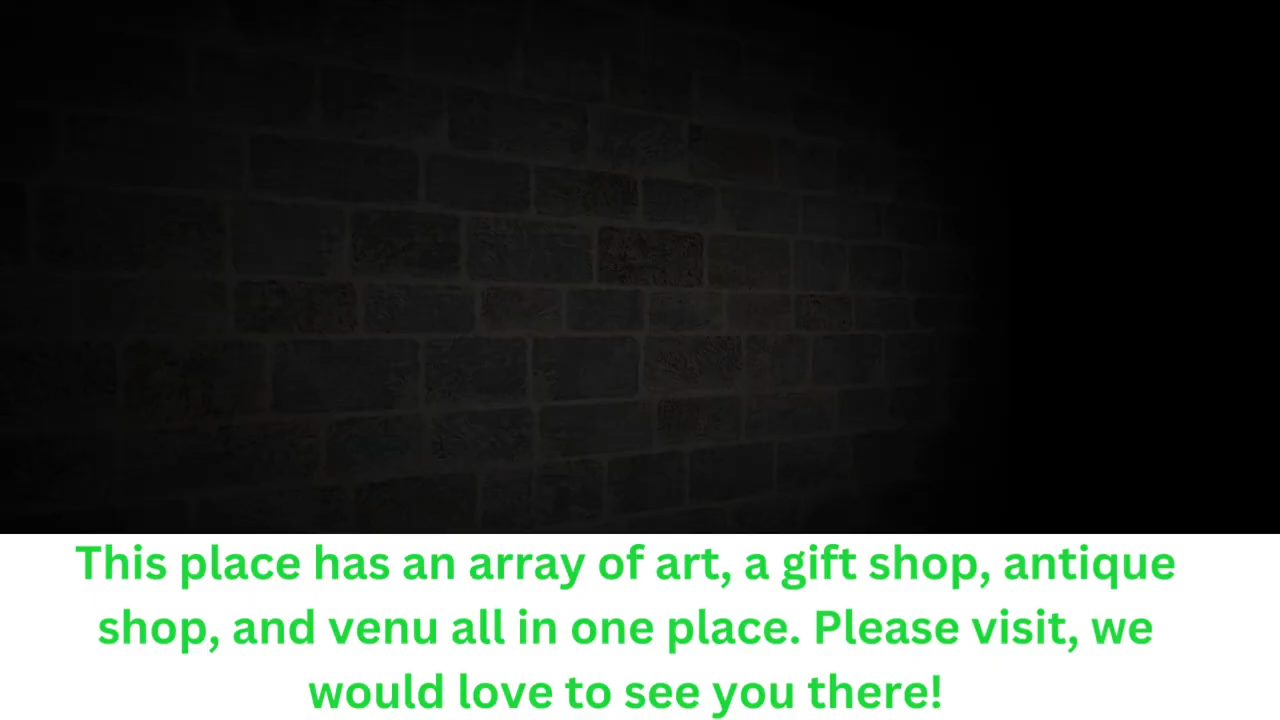 This place has an array of art, a gift shop, antique
shop, and venu all in one place. Please visit, we
would love to see you there!